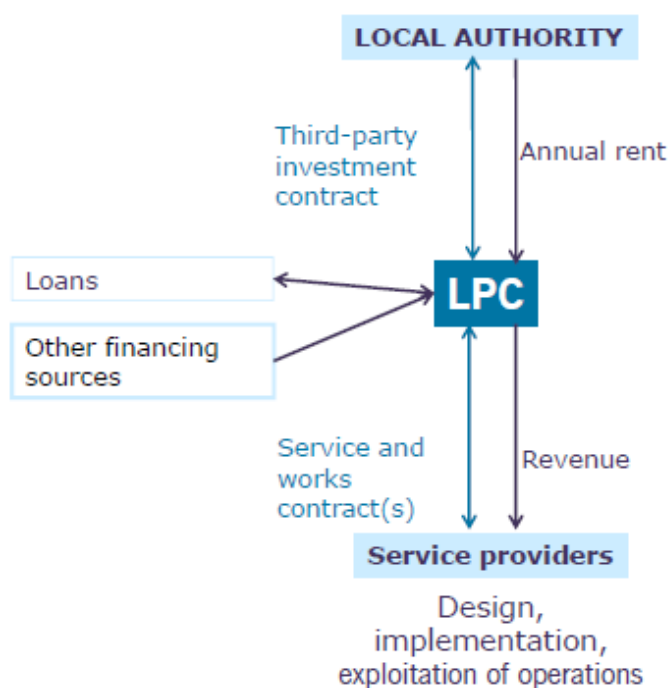 LOCAL AUTHORITY
Third-party
investment
contract
Annual rent
Loans
LPC
Other financing
sources
Service and
works
contract(s)
Revenue
Service providers
Design,
implementation,
exploitation of operations